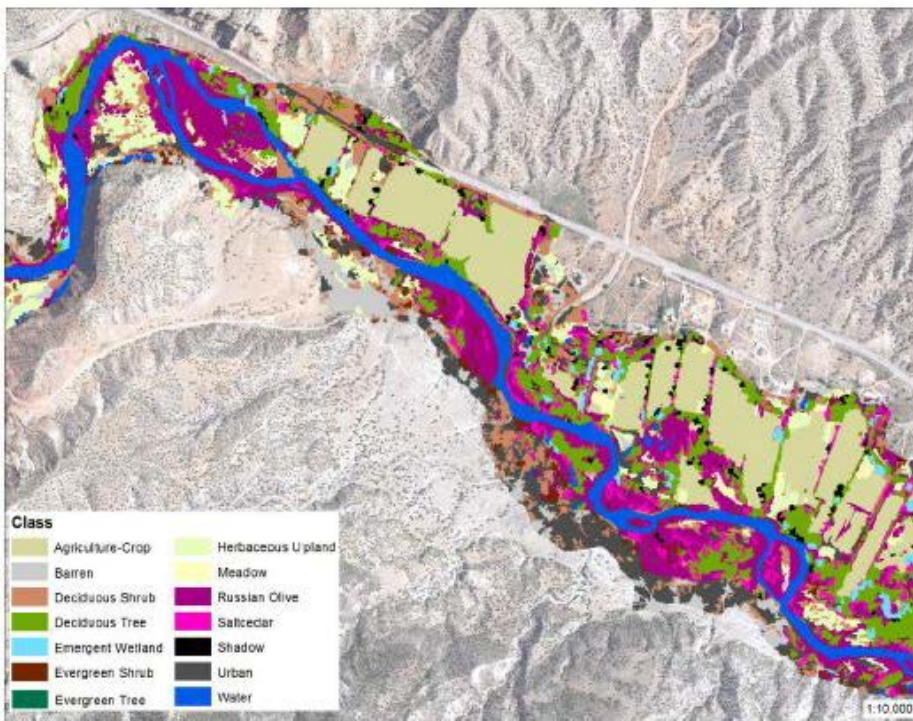 Class
Agriculture-Crop
Barren
Deciduous Shrub
Deciduous Tree
Emergent Wetland
Evergreen Shrub
Evergreen Tree
Herbaceous Upland
Meadow
Russian Olive
Saltcedar
Shadow
Urban
Water
1:10,000